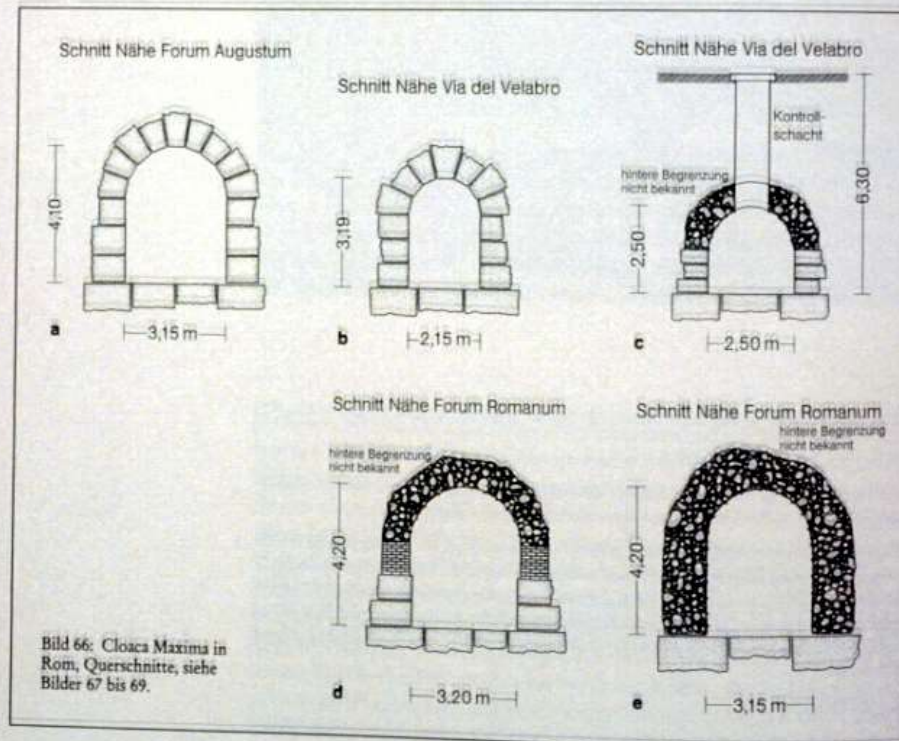 Schnitt Nähe Forum Augustum
4,10
3,15 m
a
Schnitt Nähe Via del Velabro
3,19
2,15 m
b
Schnitt Nähe Via del Velabro
Kontroll-
schacht
hintere Begrenzung
nicht bekannt
2,50
6,30
2,50 m
c
Schnitt Nähe Forum Romanum
hintere Begrenzung
nicht bekannt
4,20
3,20 m
d
Schnitt Nähe Forum Romanum
hintere Begrenzung
nicht bekannt
4,20
3,15 m
e
Bild 66: Cloaca Maxima in
Rom, Querschnitte, siehe
Bilder 67 bis 69.